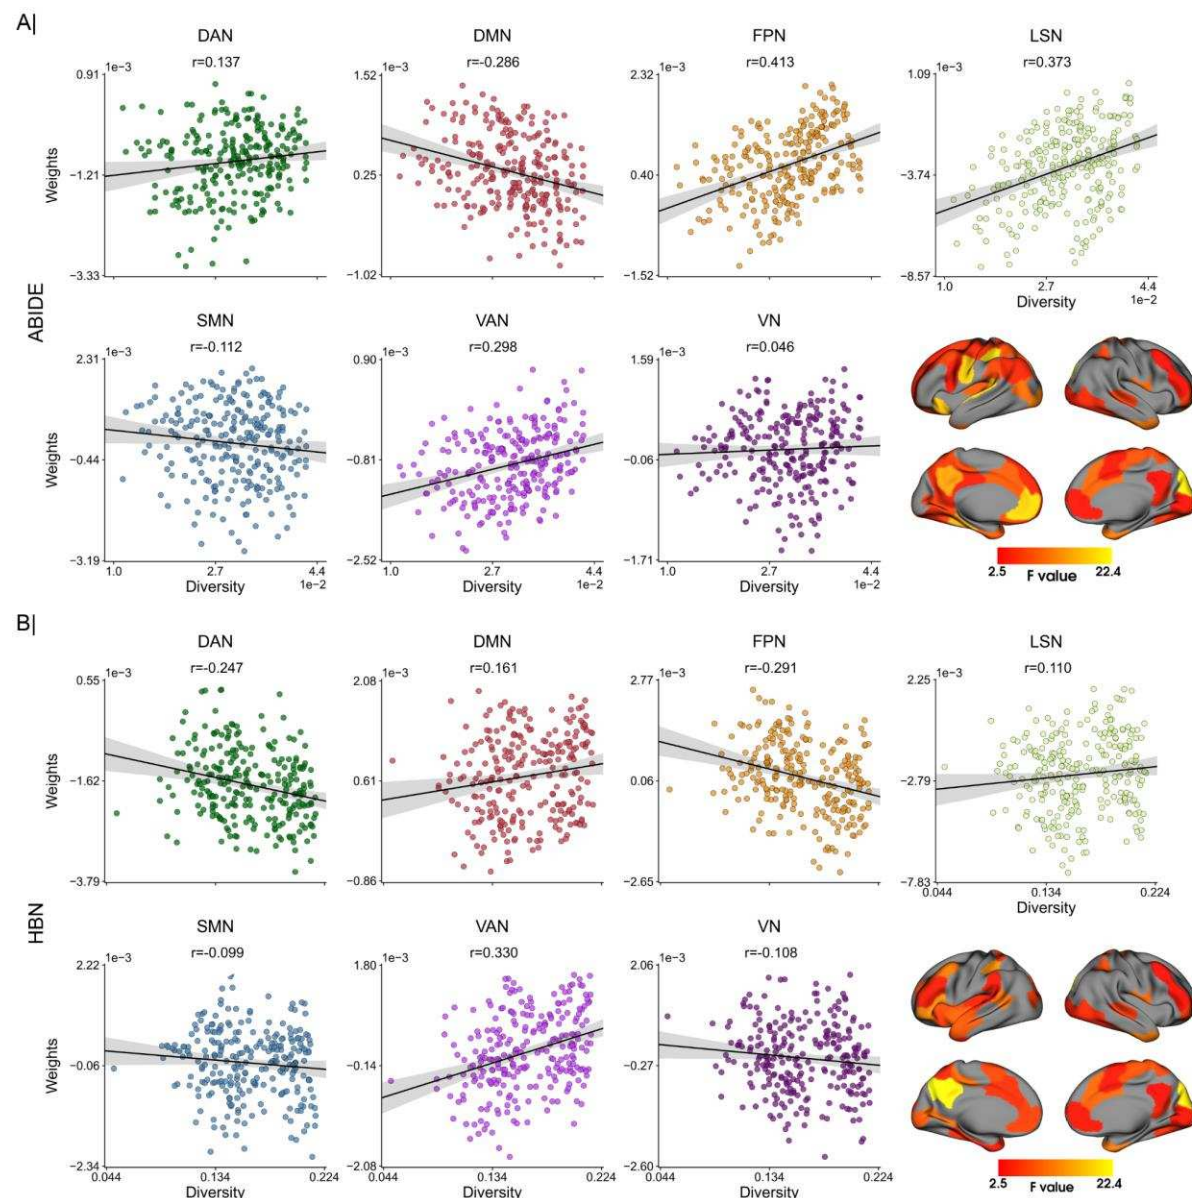 A|
DAN
DMN
FPN
LSN
r=0.137
r=-0.286
r=0.413
r=0.373
0.91
1e−3
1.52
1e−3
2.32
1e−3
1.09
1e−3
Weights
−1.21
0.25
0.40
−3.74
−3.33
−1.02
−1.52
−8.57
1.0
2.7
4.4
Diversity
1e−2
ABIDE
SMN
VAN
VN
r=-0.112
r=0.298
r=0.046
2.31
1e−3
0.90
1e−3
1.59
1e−3
Weights
−0.44
−0.81
−0.06
−3.19
−2.52
−1.71
1.0
2.7
4.4
1.0
2.7
4.4
1.0
2.7
4.4
Diversity
1e−2
Diversity
1e−2
Diversity
1e−2
2.5
F value
22.4
B|
DAN
DMN
FPN
LSN
r=-0.247
r=0.161
r=-0.291
r=0.110
0.55
1e−3
2.08
1e−3
2.77
1e−3
2.25
1e−3
Weights
−1.62
0.61
0.06
−2.79
−3.79
−0.86
−2.65
−7.83
0.044
0.134
0.224
Diversity
HBN
SMN
VAN
VN
r=-0.099
r=0.330
r=-0.108
2.22
1e−3
1.80
1e−3
2.06
1e−3
Weights
−0.06
−0.14
−0.27
−2.34
−2.08
−2.60
0.044
0.134
0.224
0.044
0.134
0.224
0.044
0.134
0.224
Diversity
Diversity
Diversity
2.5
F value
22.4